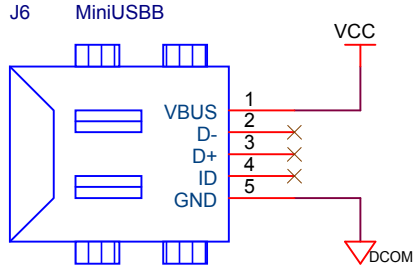 J6 MiniUSBB
VCC
VBUS 1
D- 2
D+ 3
ID 4
GND 5
DCOM